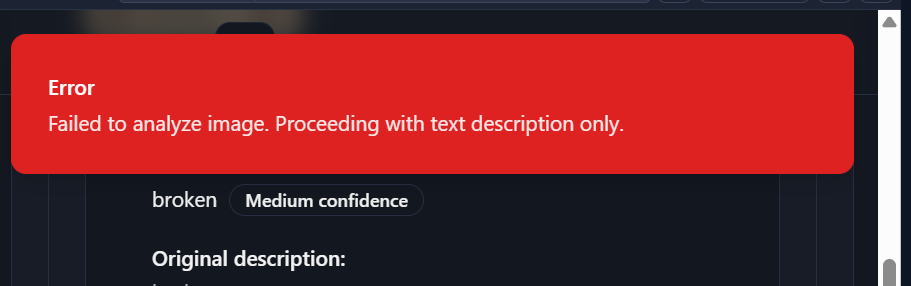 Error
Failed to analyze image. Proceeding with text description only.
broken Medium confidence
Original description: